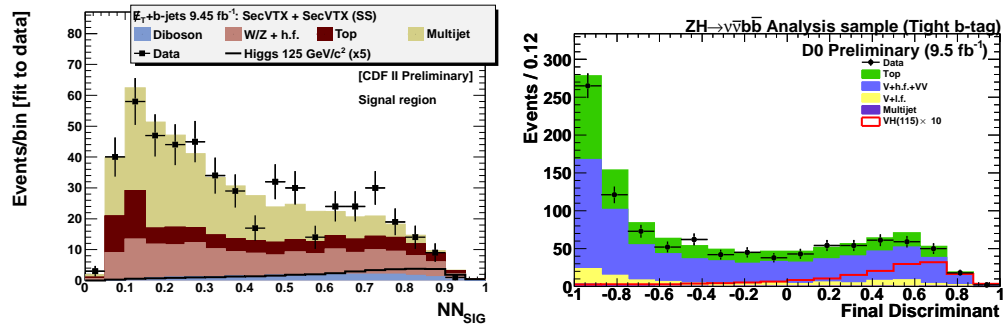 E̸T+b-jets 9.45 fb⁻¹: SecVTX + SecVTX (SS)
Diboson W/Z + h.f. Top Multijet
Data Higgs 125 GeV/c² (x5)
[CDF II Preliminary]
Signal region
Events/bin [fit to data]
80
70
60
50
40
30
20
10
0
0 0.1 0.2 0.3 0.4 0.5 0.6 0.7 0.8 0.9 1
NN_SIG
ZH→νν̄bb̄ Analysis sample (Tight b-tag)
D0 Preliminary (9.5 fb⁻¹)
Data
Top
V+h.f.+VV
V+l.f.
Multijet
VH(115)× 10
Events / 0.12
300
250
200
150
100
50
0
-1 -0.8 -0.6 -0.4 -0.2 0 0.2 0.4 0.6 0.8 1
Final Discriminant